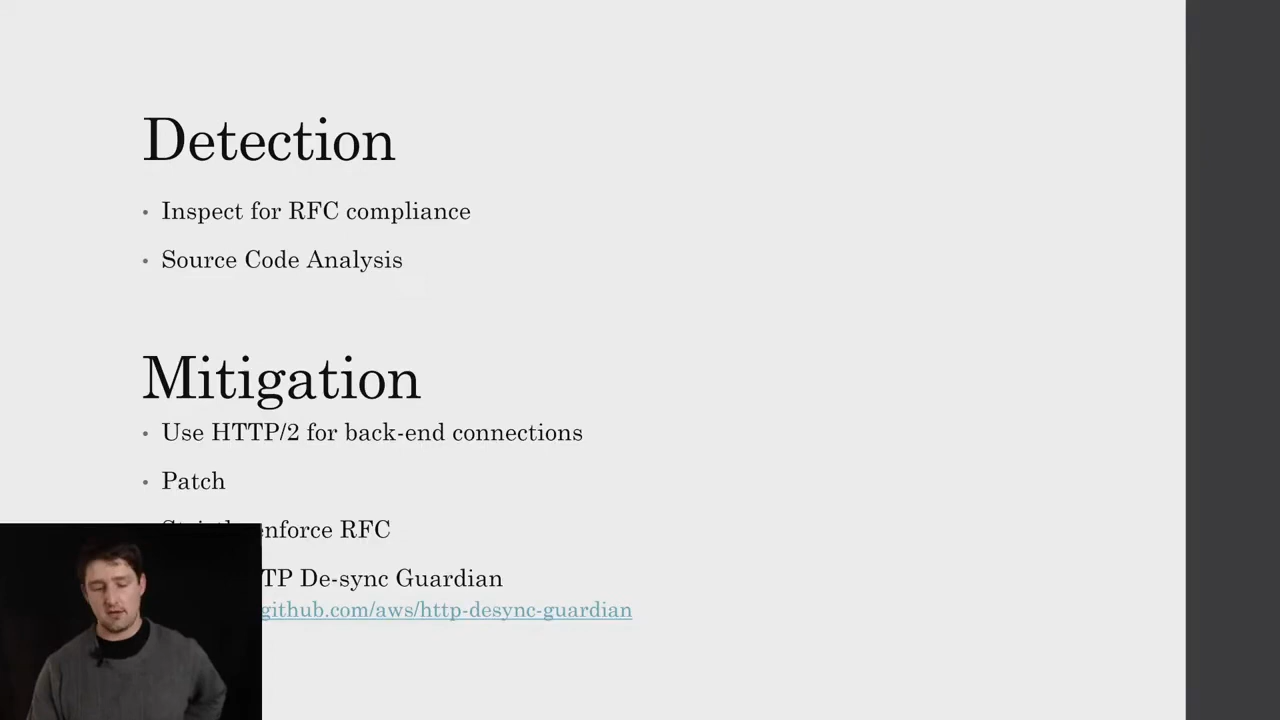 Detection
• Inspect for RFC compliance
• Source Code Analysis
Mitigation
• Use HTTP/2 for back-end connections
• Patch
enforce RFC
TP De-sync Guardian
github.com/aws/http-desync-guardian